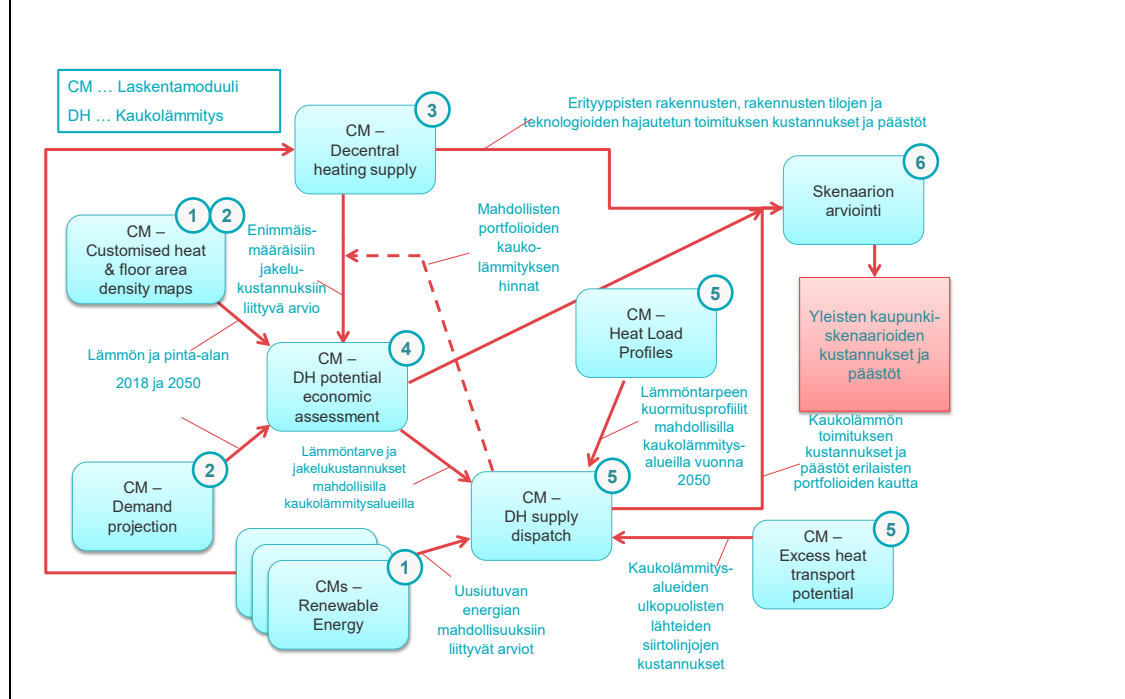 CM … Laskentamoduuli
DH … Kaukolämmitys
3
CM –
Decentral
heating supply
Erityyppisten rakennusten, rakennusten tilojen ja
teknologioiden hajautetun toimituksen kustannukset ja päästöt
6
Skenaarion
arviointi
1
2
CM –
Customised heat
& floor area
density maps
Enimmäis-
määräisiin
jakelu-
kustannuksiin
liittyvä arvio
Mahdollisten
portfolioiden
kauko-
lämmityksen
hinnat
5
CM –
Heat Load
Profiles
Yleisten kaupunki-
skenaarioiden
kustannukset ja
päästöt
Lämmön ja pinta-alan
2018 ja 2050
4
CM –
DH potential
economic
assessment
Lämmöntarpeen
kuormitusprofiilit
mahdollisilla
kaukolämmitys-
alueilla vuonna
2050
Kaukolämmön
toimituksen
kustannukset ja
päästöt erilaisten
portfolioiden kautta
Lämmöntarve ja
jakelukustannukset
mahdollisilla
kaukolämmitysalueilla
2
CM –
Demand
projection
5
CM –
DH supply
dispatch
5
CM –
Excess heat
transport
potential
1
CMs –
Renewable
Energy
Uusiutuvan
energian
mahdollisuuksiin
liittyvät arviot
Kaukolämmitys-
alueiden
ulkopuolisten
lähteiden
siirtolinjojen
kustannukset